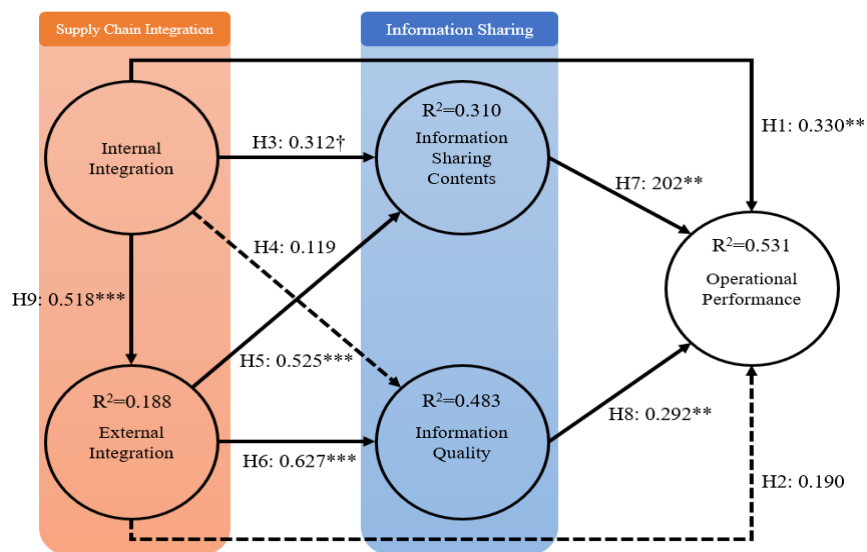 Supply Chain Integration
Information Sharing
Internal
Integration
R²=0.310
Information
Sharing
Contents
H1: 0.330**
H3: 0.312†
H7: 202**
H4: 0.119
R²=0.531
Operational
Performance
H9: 0.518***
H5: 0.525***
R²=0.188
External
Integration
R²=0.483
Information
Quality
H8: 0.292**
H6: 0.627***
H2: 0.190